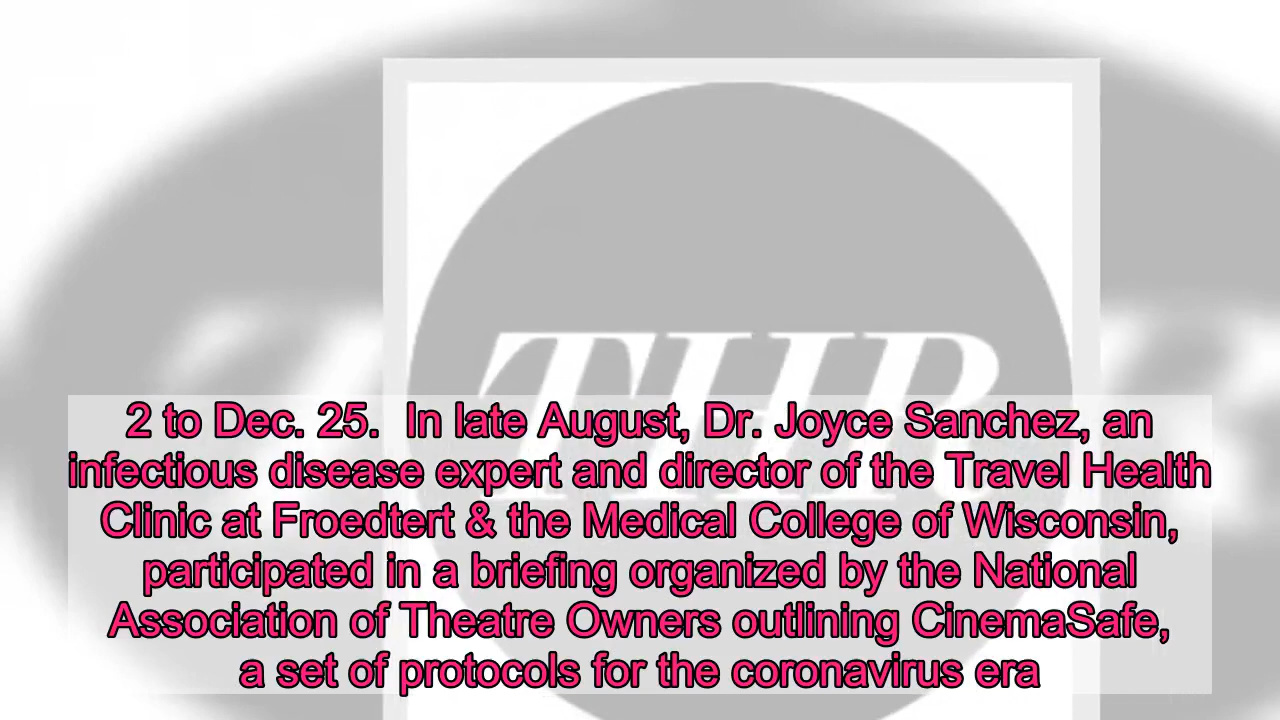 THR
2 to Dec. 25.  In late August, Dr. Joyce Sanchez, an
infectious disease expert and director of the Travel Health
Clinic at Froedtert & the Medical College of Wisconsin,
participated in a briefing organized by the National
Association of Theatre Owners outlining CinemaSafe,
a set of protocols for the coronavirus era